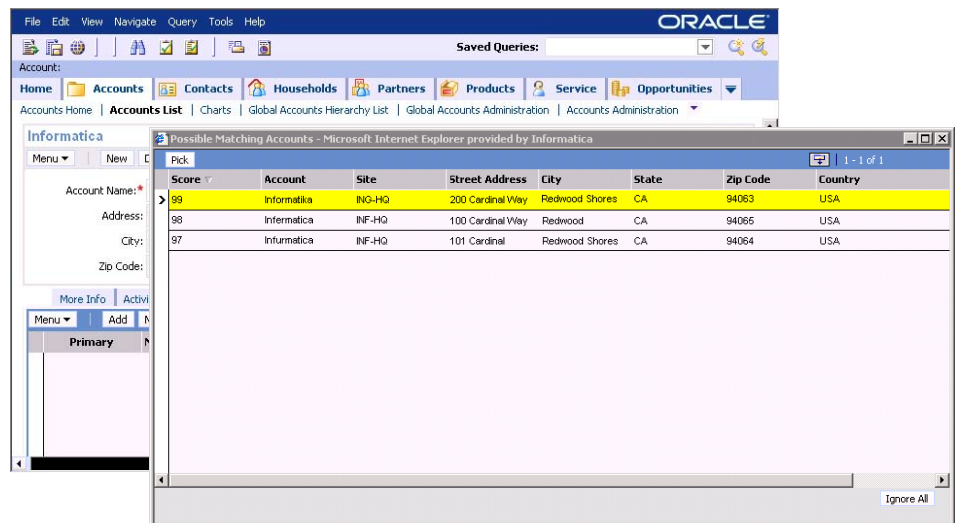 File Edit View Navigate Query Tools Help ORACLE
Saved Queries:
Account:
Home Accounts Contacts Households Partners Products Service Opportunities
Accounts Home | Accounts List | Charts | Global Accounts Hierarchy List | Global Accounts Administration | Accounts Administration
Informatica
Possible Matching Accounts - Microsoft Internet Explorer provided by Informatica
Menu New
Pick 1 - 1 of 1
Score Account Site Street Address City State Zip Code Country
Account Name:*
99 Informatika ING-HQ 200 Cardinal Way Redwood Shores CA 94063 USA
Address:
98 Infermatica INF-HQ 100 Cardinal Way Redwood CA 94065 USA
City:
97 Infurmatica INF-HQ 101 Cardinal Redwood Shores CA 94064 USA
Zip Code:
More Info Activi
Menu Add
Primary
Ignore All